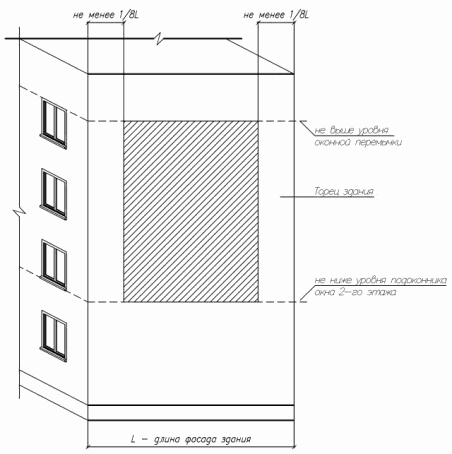 не менее 1/8L
не менее 1/8L
не выше уровня
оконной перемычки
Торец здания
не ниже уровня подоконника
окна 2-го этажа
L - длина фасада здания